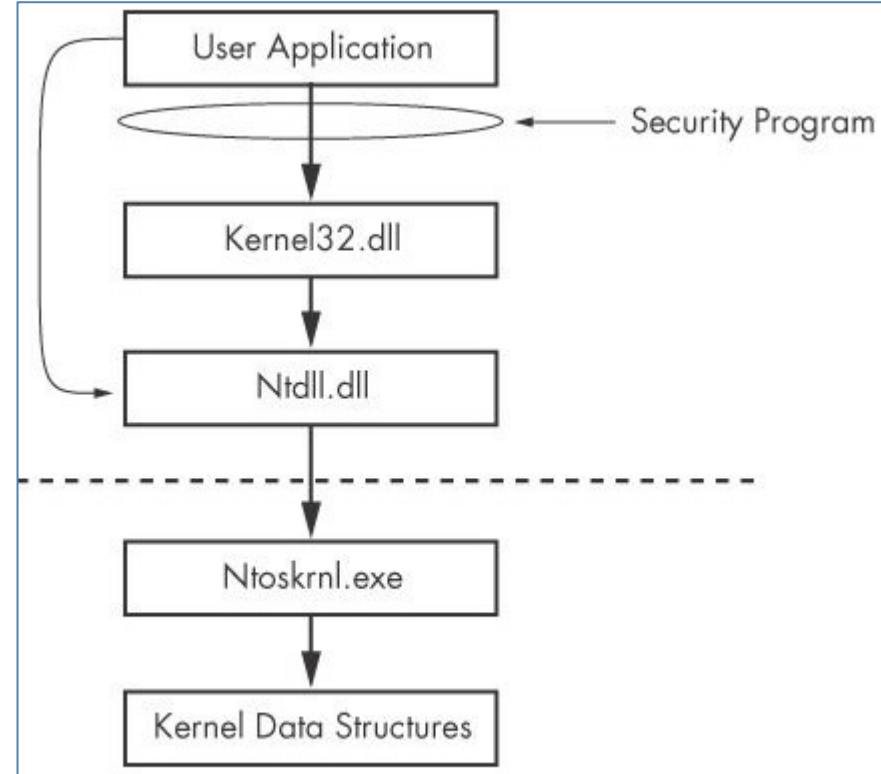 User Application
Security Program
Kernel32.dll
Ntdll.dll
Ntoskrnl.exe
Kernel Data Structures